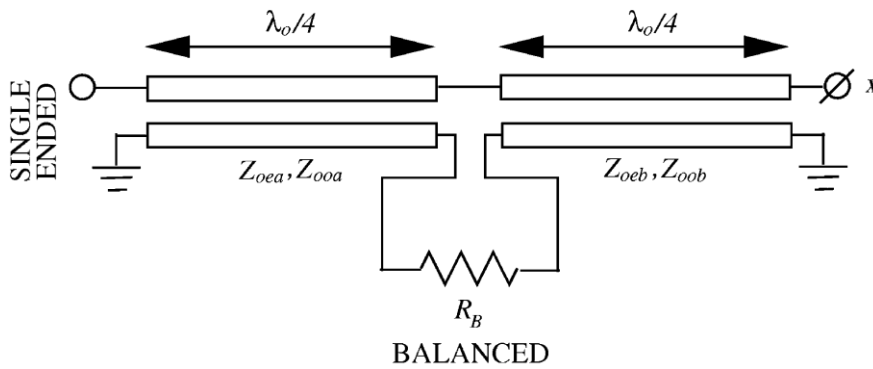 λo/4 λo/4
SINGLE
ENDED
x
Zoea, Zooa Zoeb, Zoob
RB
BALANCED